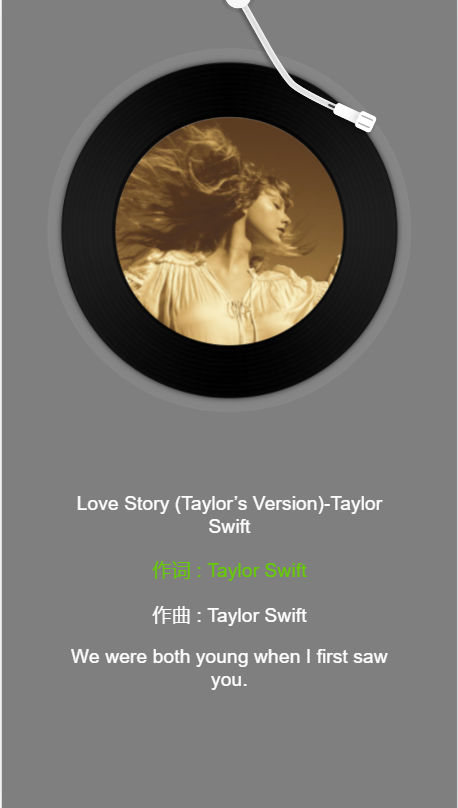 Love Story (Taylor’s Version)-Taylor
Swift
作词 : Taylor Swift
作曲 : Taylor Swift
We were both young when I first saw
you.